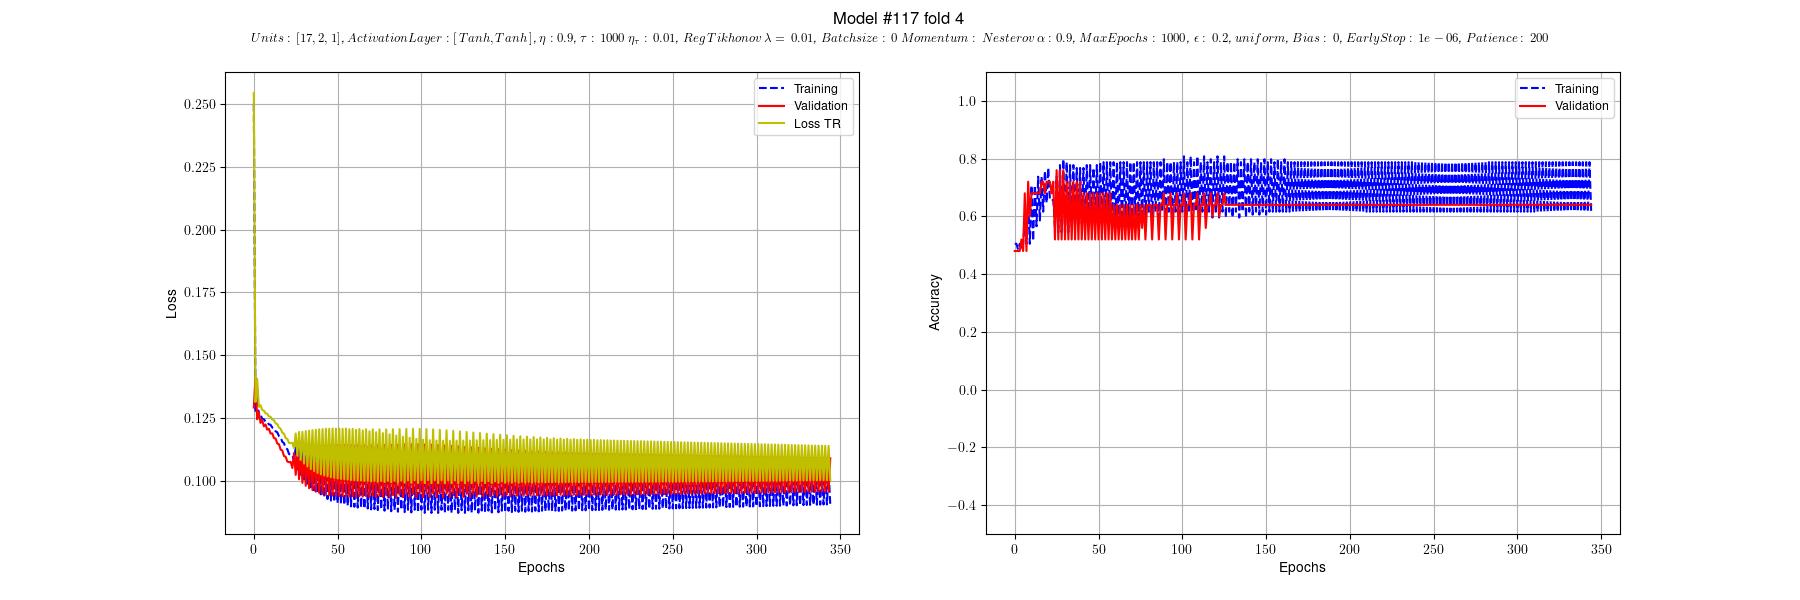 Model #117 fold 4
Units : [17, 2, 1], ActivationLayer : [Tanh, Tanh], η : 0.9, τ : 1000 η_τ : 0.01, RegTikhonov λ = 0.01, Batchsize : 0 Momentum : Nesterov α : 0.9, MaxEpochs : 1000, ϵ : 0.2, uniform, Bias : 0, EarlyStop : 1e − 06, Patience : 200
Training
Validation
Loss TR
0.250
0.225
0.200
0.175
0.150
0.125
0.100
Loss
0 50 100 150 200 250 300 350
Epochs
Training
Validation
1.0
0.8
0.6
0.4
0.2
0.0
−0.2
−0.4
Accuracy
0 50 100 150 200 250 300 350
Epochs